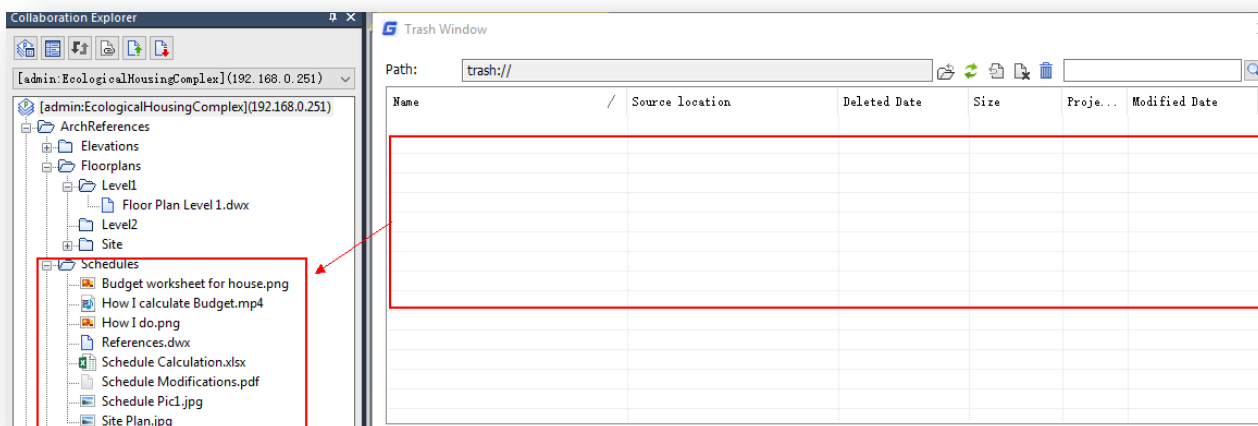 Collaboration Explorer
[admin:EcologicalHousingComplex](192.168.0.251)
[admin:EcologicalHousingComplex](192.168.0.251)
ArchReferences
Elevations
Floorplans
Level1
Floor Plan Level 1.dwx
Level2
Site
Schedules
Budget worksheet for house.png
How I calculate Budget.mp4
How I do.png
References.dwx
Schedule Calculation.xlsx
Schedule Modifications.pdf
Schedule Pic1.jpg
Site Plan.jpg
Trash Window
Path: trash://
Name / Source location Deleted Date Size Proje... Modified Date